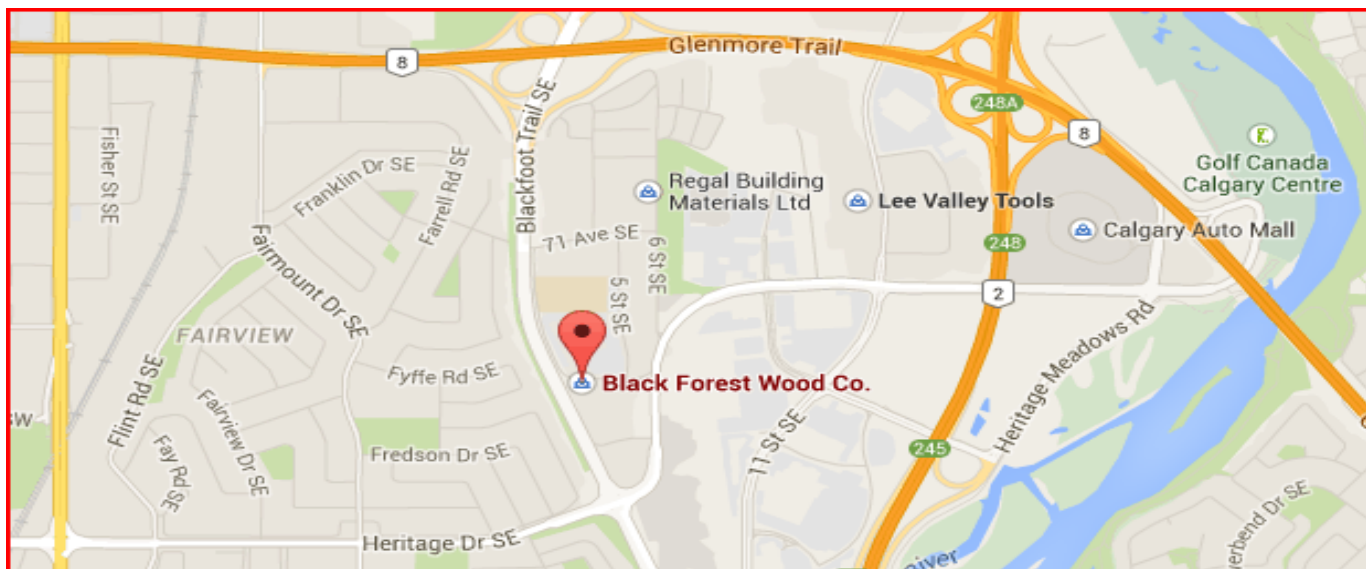 Glenmore Trail
8
Blackfoot Trail SE
248A
8
Fisher St SE
Franklin Dr SE
Farrell Rd SE
Golf Canada
Calgary Centre
Regal Building
Materials Ltd
Lee Valley Tools
Calgary Auto Mall
71 Ave SE
6 St SE
248
Fairmount Dr SE
5 St SE
2
FAIRVIEW
Heritage Meadows Rd
Fyffe Rd SE
Black Forest Wood Co.
Flint Rd SE
Fairview Dr SE
11 St SE
SW
Fay Rd
SE
Fredson Dr SE
245
Heritage Dr SE